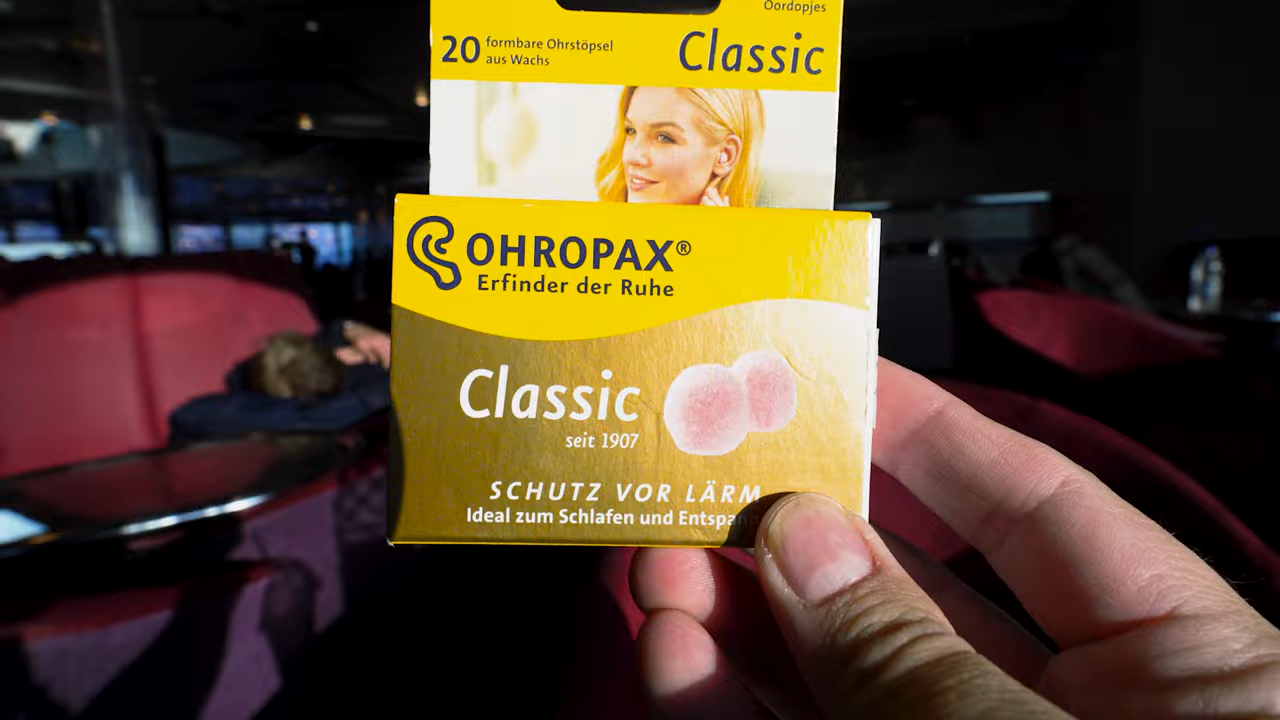 Oordopjes
20 formbare Ohrstöpsel
aus Wachs
Classic
OHROPAX®
Erfinder der Ruhe
Classic
seit 1907
SCHUTZ VOR LÄRM
Ideal zum Schlafen und